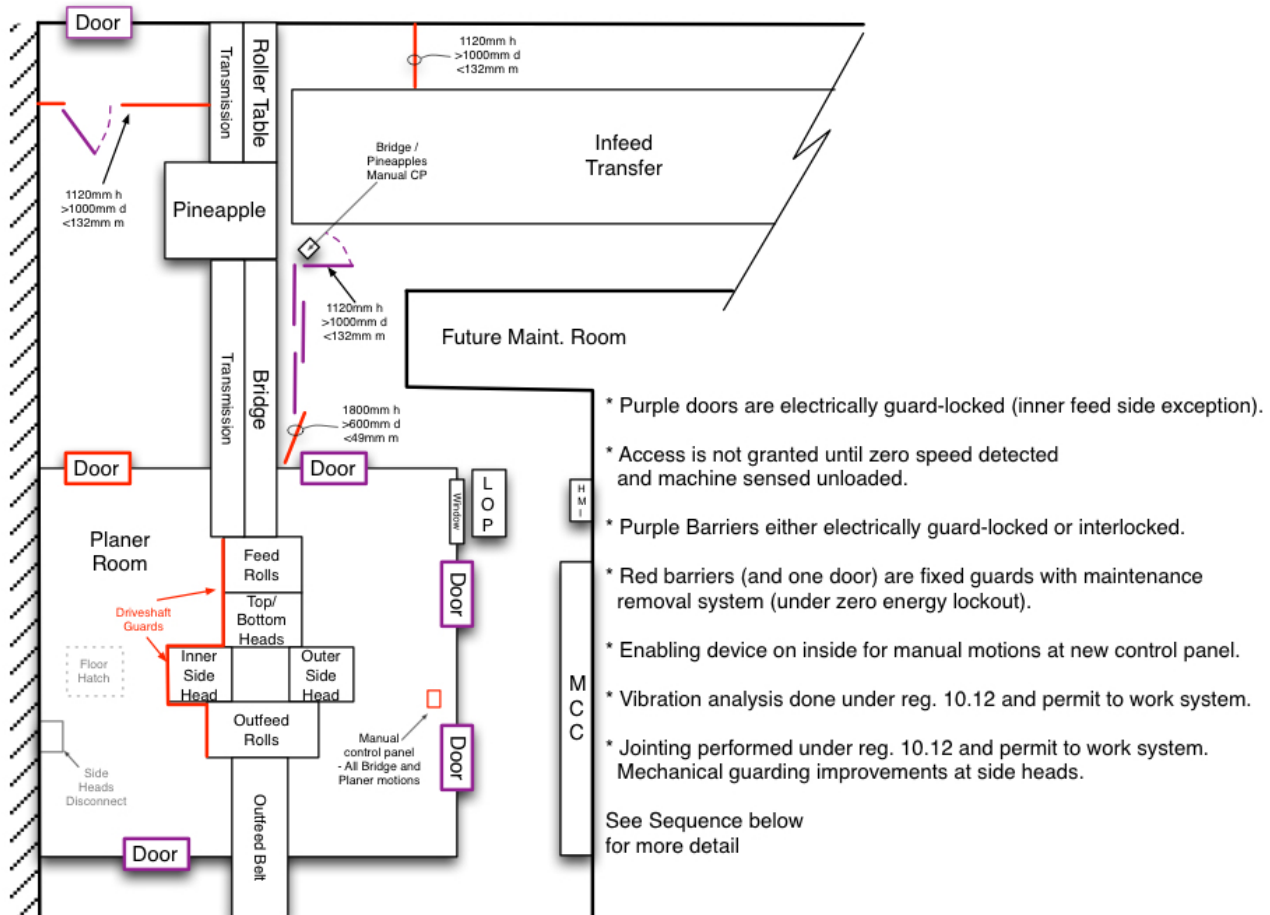 Door
Transmission
Roller Table
1120mm h
>1000mm d
<132mm m
Infeed
Transfer
Bridge /
Pineapples
Manual CP
1120mm h
>1000mm d
<132mm m
Pineapple
1120mm h
>1000mm d
<132mm m
Future Maint. Room
Transmission
Bridge
1800mm h
>600mm d
<49mm m
* Purple doors are electrically guard-locked (inner feed side exception).
* Access is not granted until zero speed detected
and machine sensed unloaded.
* Purple Barriers either electrically guard-locked or interlocked.
* Red barriers (and one door) are fixed guards with maintenance
removal system (under zero energy lockout).
* Enabling device on inside for manual motions at new control panel.
* Vibration analysis done under reg. 10.12 and permit to work system.
* Jointing performed under reg. 10.12 and permit to work system.
Mechanical guarding improvements at side heads.
See Sequence below
for more detail
Door
Door
Window
L
O
P
H
M
I
Planer
Room
Feed
Rolls
Door
Driveshaft
Guards
Top/
Bottom
Heads
Floor
Hatch
Inner
Side
Head
Outer
Side
Head
M
C
C
Outfeed
Rolls
Manual
control panel
- All Bridge and
Planer motions
Door
Side
Heads
Disconnect
Outfeed Belt
Door